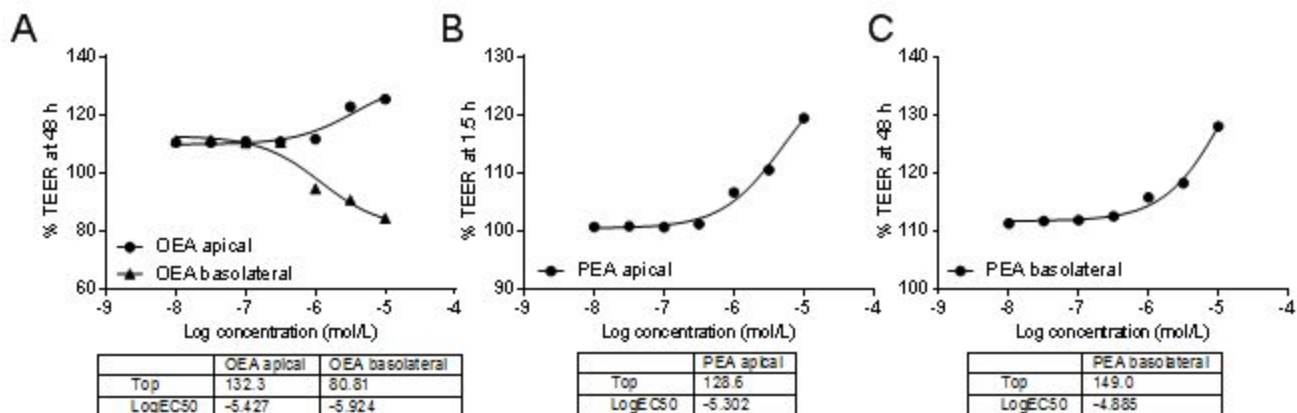 A
% TEER at 48 h
140
120
100
80
60
OEA apical
OEA basolateral
-9 -8 -7 -6 -5 -4
Log concentration (mol/L)
OEA apical OEA basolateral
Top 132.3 80.81
LogEC50 -5.427 -5.924
B
% TEER at 1.5 h
130
120
110
100
90
PEA apical
-9 -8 -7 -6 -5 -4
Log concentration (mol/L)
PEA apical
Top 128.6
LogEC50 -5.302
C
% TEER at 48 h
140
130
120
110
100
PEA basolateral
-9 -8 -7 -6 -5 -4
Log concentration (mol/L)
PEA basolateral
Top 149.0
LogEC50 -4.885